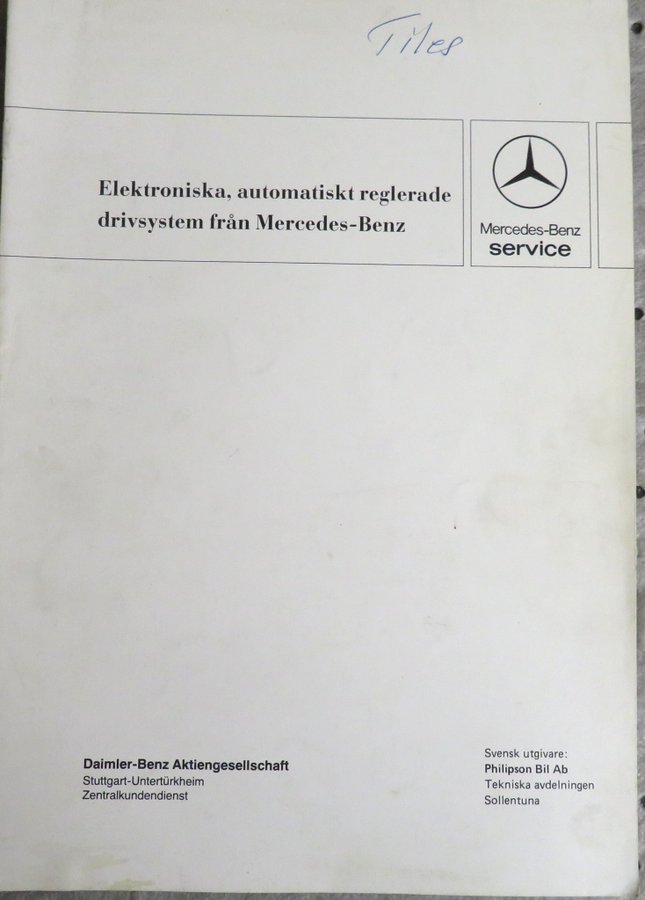 Tiles
Elektroniska, automatiskt reglerade
drivsystem från Mercedes-Benz
Mercedes-Benz
service
Daimler-Benz Aktiengesellschaft
Stuttgart-Untertürkheim
Zentralkundendienst
Svensk utgivare:
Philipson Bil Ab
Tekniska avdelningen
Sollentuna